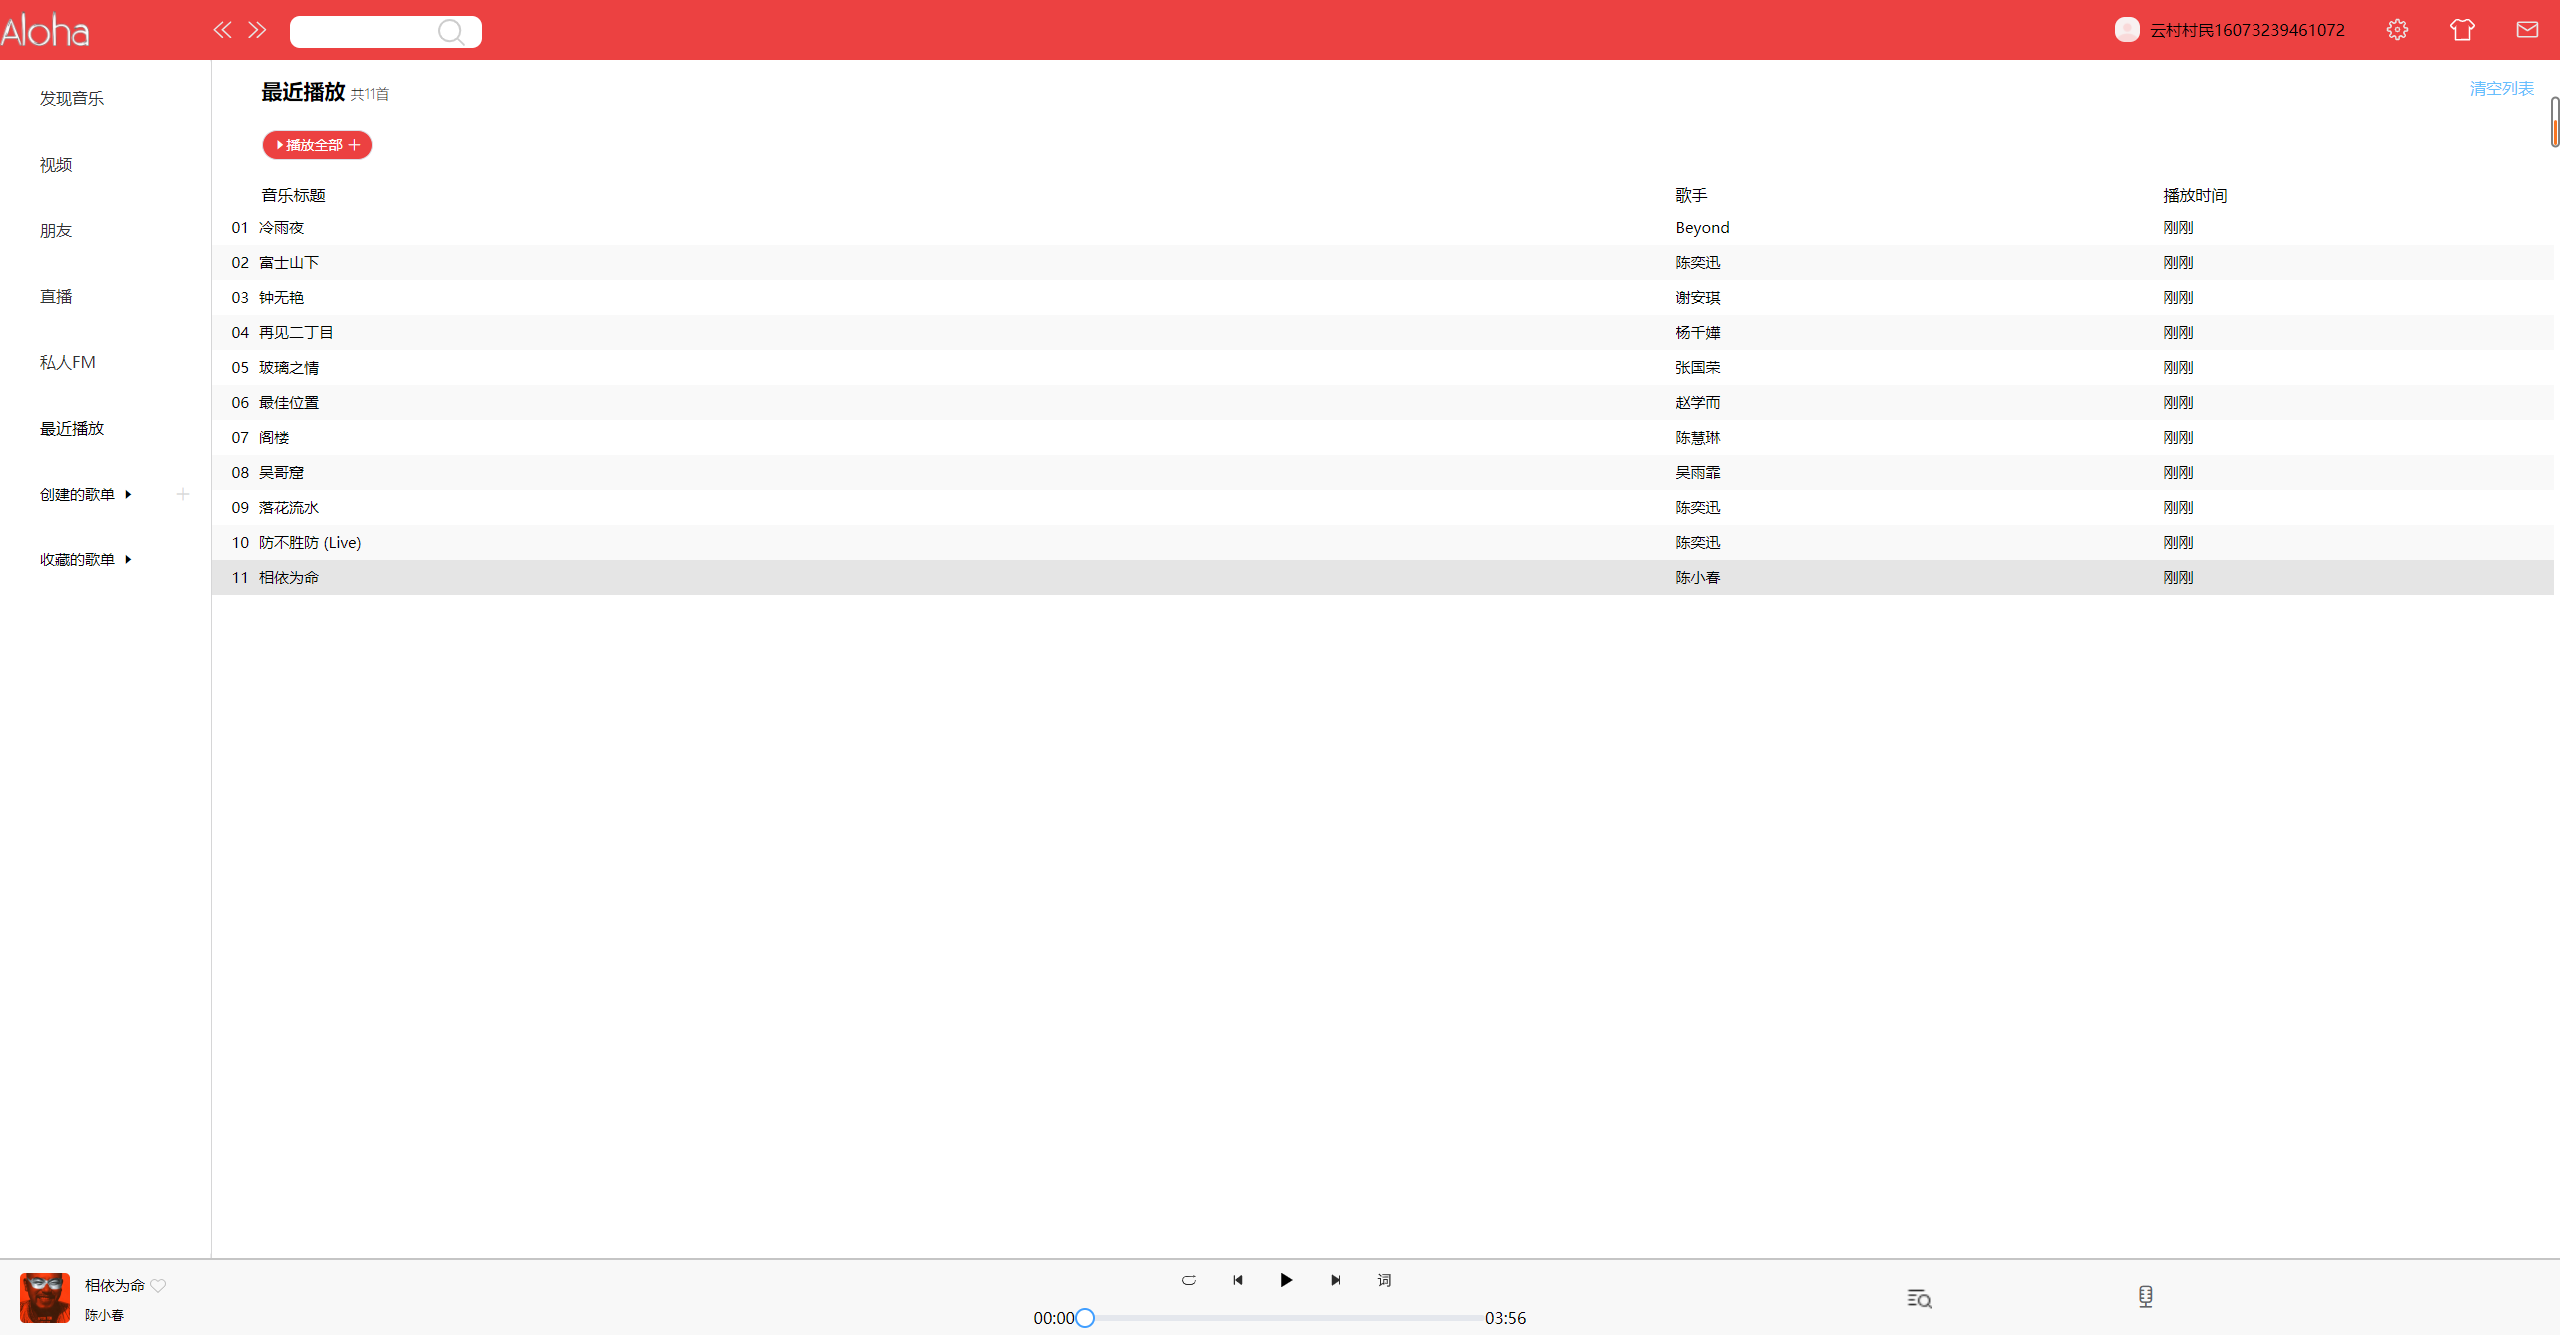 Aloha
云村村民16073239461072
发现音乐
视频
朋友
直播
私人FM
最近播放
创建的歌单
收藏的歌单
最近播放 共11首
清空列表
播放全部
音乐标题 歌手 播放时间
01 冷雨夜 Beyond 刚刚
02 富士山下 陈奕迅 刚刚
03 钟无艳 谢安琪 刚刚
04 再见二丁目 杨千嬅 刚刚
05 玻璃之情 张国荣 刚刚
06 最佳位置 赵学而 刚刚
07 阁楼 陈慧琳 刚刚
08 吴哥窟 吴雨霏 刚刚
09 落花流水 陈奕迅 刚刚
10 防不胜防 (Live) 陈奕迅 刚刚
11 相依为命 陈小春 刚刚
相依为命
陈小春
词
00:00 03:56